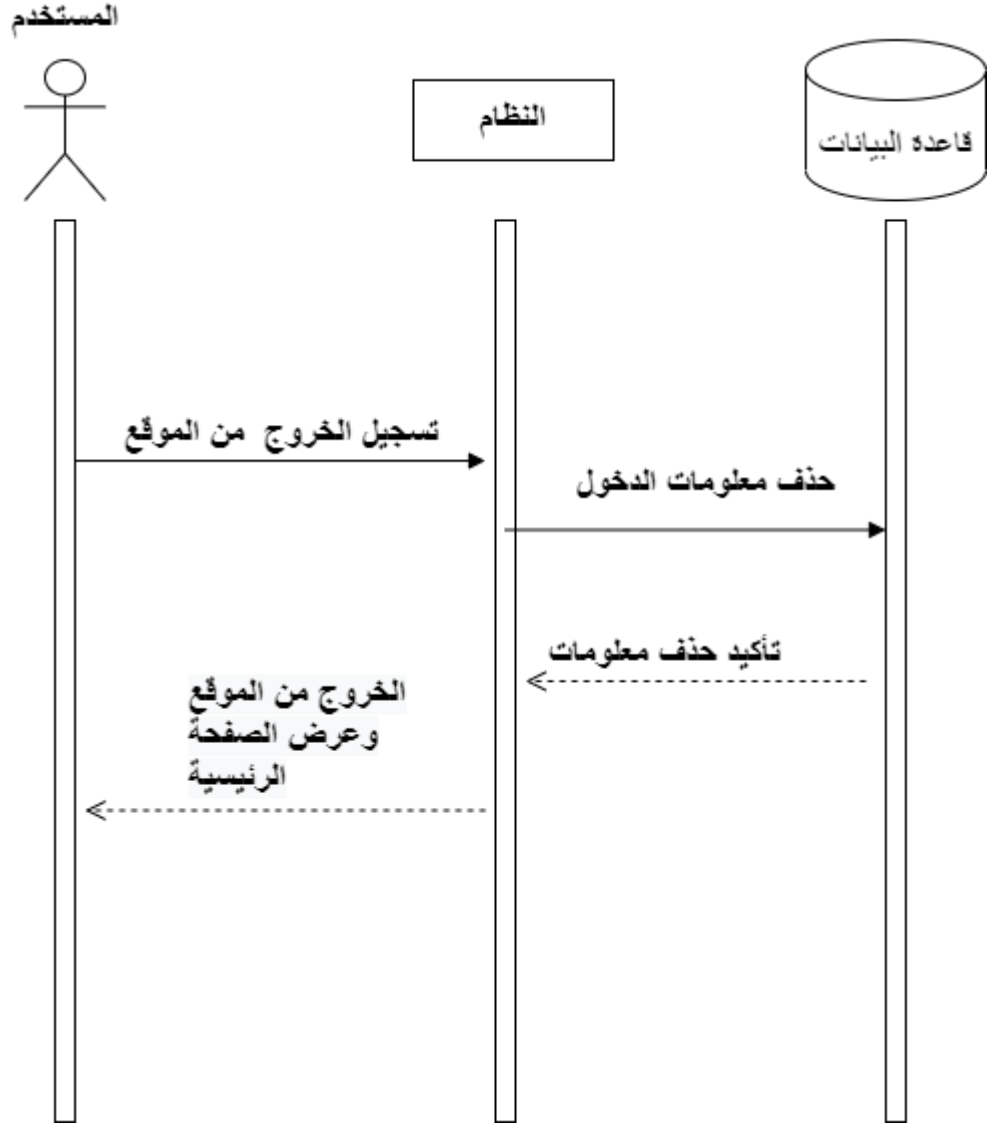 المستخدم
النظام
قاعدة البيانات
تسجيل الخروج من الموقع
حذف معلومات الدخول
تأكيد حذف معلومات
الخروج من الموقع
وعرض الصفحة
الرئيسية